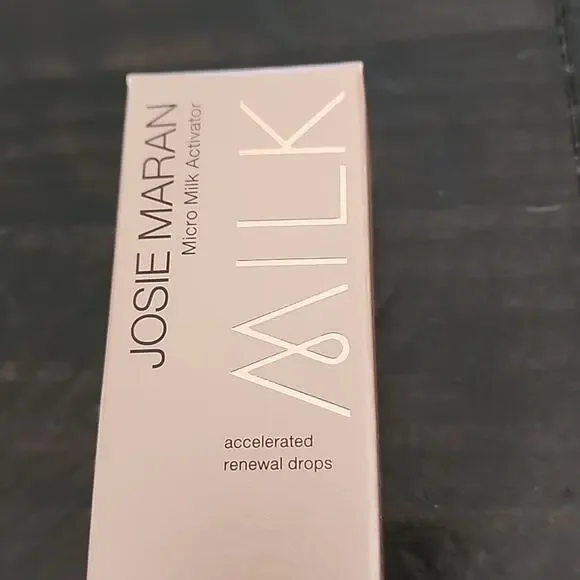 JOSIE MARAN
Micro Milk Activator
MILK
accelerated
renewal drops